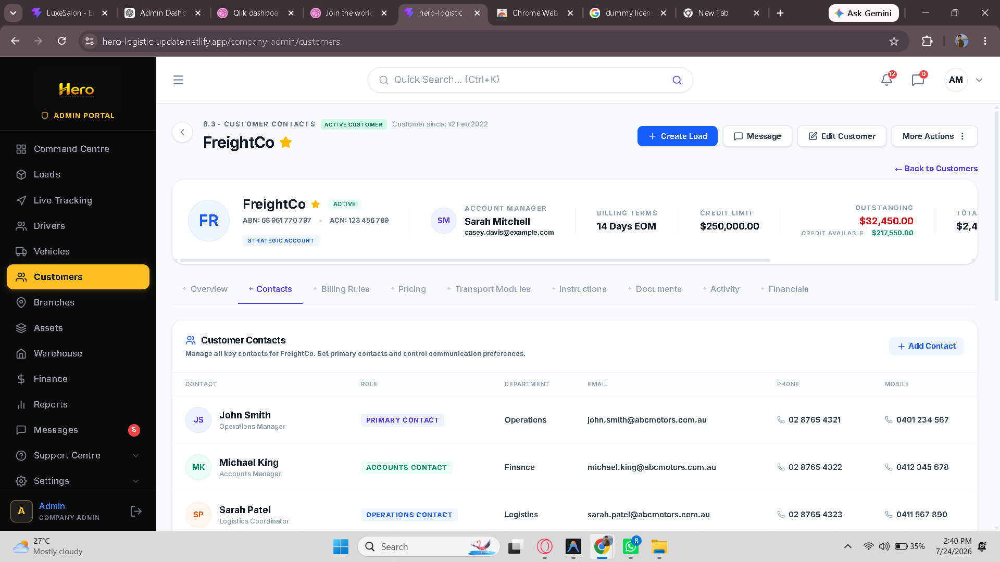 LuxeSalon - E
Admin Dashb
Qlik dashboa
Join the worl
hero-logistic
Chrome Web
dummy licen
New Tab
Ask Gemini
hero-logistic-update.netlify.app/company-admin/customers
Hero
ADMIN PORTAL
Command Centre
Loads
Live Tracking
Drivers
Vehicles
Customers
Branches
Assets
Warehouse
Finance
Reports
Messages 8
Support Centre
Settings
A
Admin
COMPANY ADMIN
Quick Search... (Ctrl+K)
12
0
AM
6.3 - CUSTOMER CONTACTS ACTIVE CUSTOMER Customer since: 12 Feb 2022
FreightCo
+ Create Load
Message
Edit Customer
More Actions
← Back to Customers
FR
FreightCo ACTIVE
ABN: 68 961 770 797 • ACN: 123 456 789
STRATEGIC ACCOUNT
SM
ACCOUNT MANAGER
Sarah Mitchell
casey.davis@example.com
BILLING TERMS
14 Days EOM
CREDIT LIMIT
$250,000.00
OUTSTANDING
$32,450.00
CREDIT AVAILABLE $217,550.00
TOTA
$2,4
Overview
Contacts
Billing Rules
Pricing
Transport Modules
Instructions
Documents
Activity
Financials
Customer Contacts
Manage all key contacts for FreightCo. Set primary contacts and control communication preferences.
+ Add Contact
CONTACT ROLE DEPARTMENT EMAIL PHONE MOBILE
JS John Smith PRIMARY CONTACT Operations john.smith@abcmotors.com.au 02 8765 4321 0401 234 567
Operations Manager
MK Michael King ACCOUNTS CONTACT Finance michael.king@abcmotors.com.au 02 8765 4322 0412 345 678
Accounts Manager
SP Sarah Patel OPERATIONS CONTACT Logistics sarah.patel@abcmotors.com.au 02 8765 4323 0411 567 890
Logistics Coordinator
27°C
Mostly cloudy
Search
8
35%
2:40 PM
7/24/2026